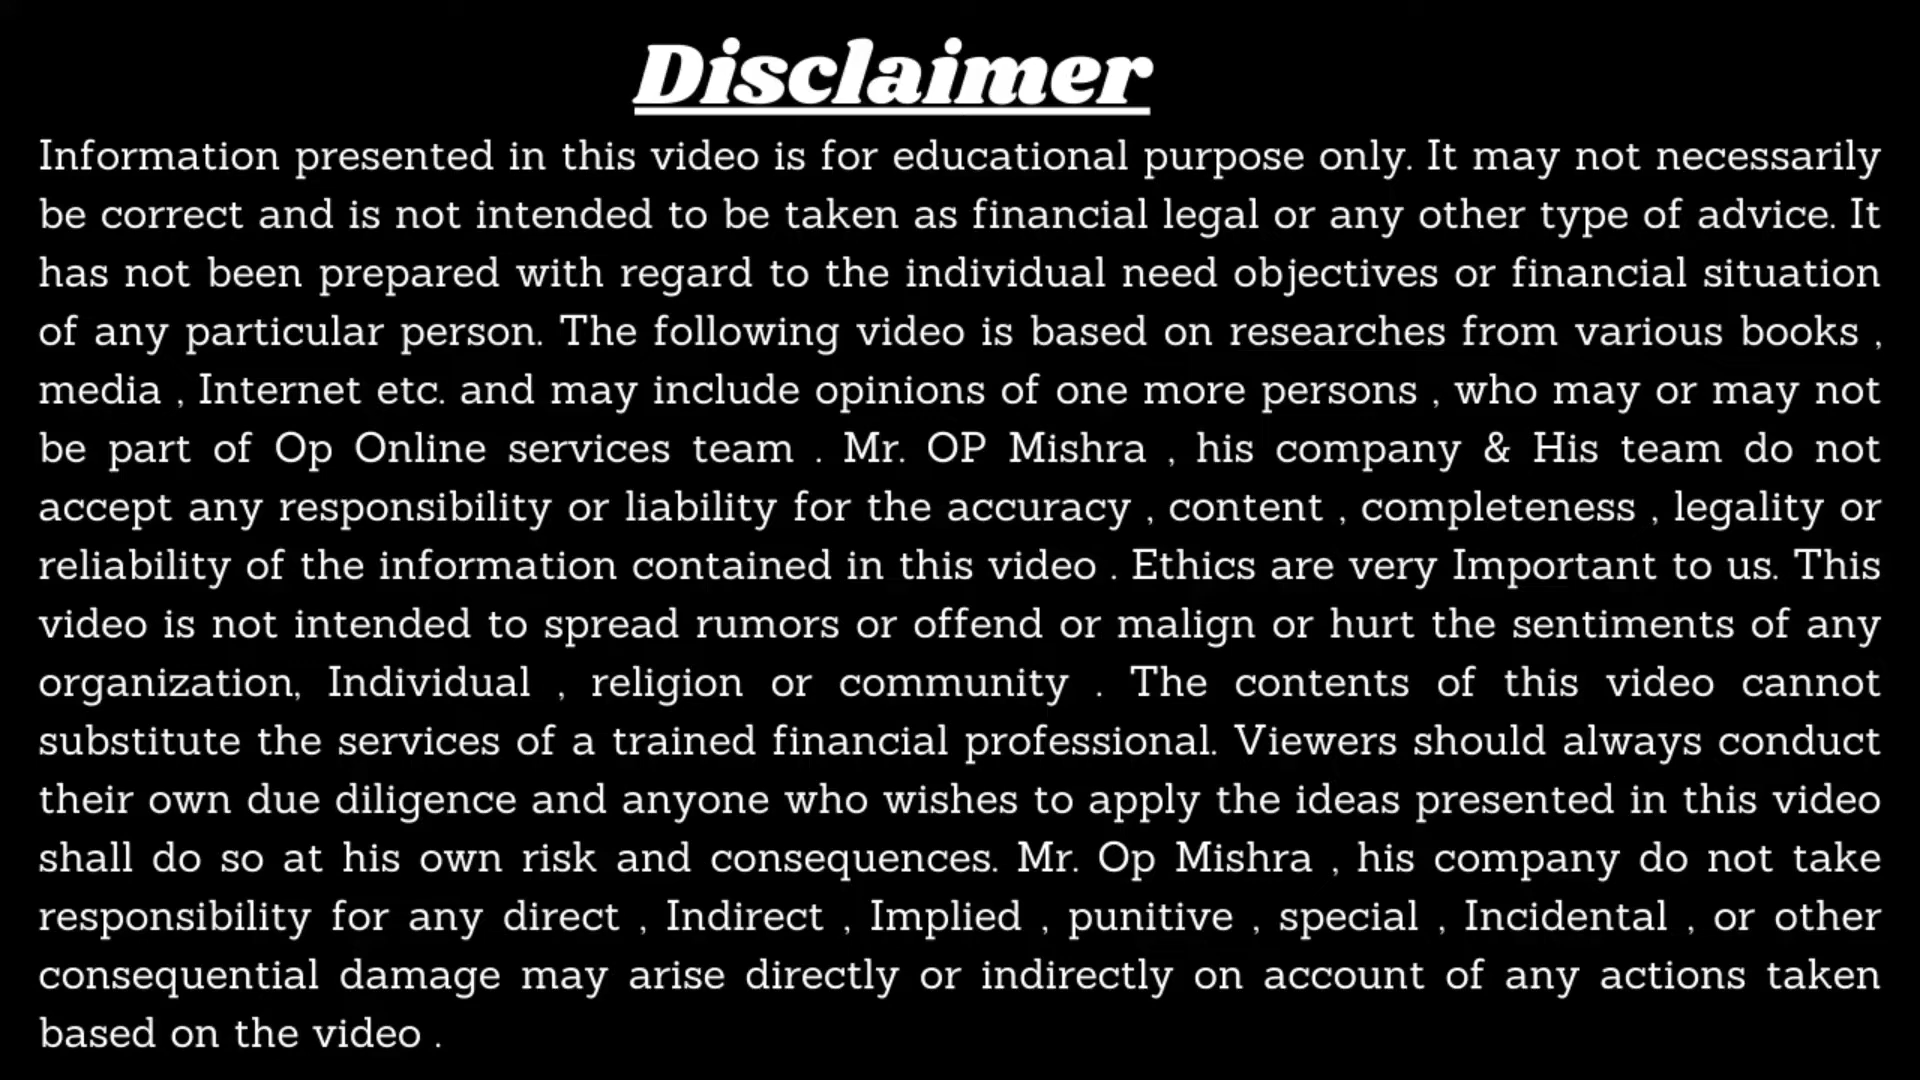 Disclaimer
Information presented in this video is for educational purpose only. It may not necessarily
be correct and is not intended to be taken as financial legal or any other type of advice. It
has not been prepared with regard to the individual need objectives or financial situation
of any particular person. The following video is based on researches from various books ,
media , Internet etc. and may include opinions of one more persons , who may or may not
be part of Op Online services team . Mr. OP Mishra , his company & His team do not
accept any responsibility or liability for the accuracy , content , completeness , legality or
reliability of the information contained in this video . Ethics are very Important to us. This
video is not intended to spread rumors or offend or malign or hurt the sentiments of any
organization, Individual , religion or community . The contents of this video cannot
substitute the services of a trained financial professional. Viewers should always conduct
their own due diligence and anyone who wishes to apply the ideas presented in this video
shall do so at his own risk and consequences. Mr. Op Mishra , his company do not take
responsibility for any direct , Indirect , Implied , punitive , special , Incidental , or other
consequential damage may arise directly or indirectly on account of any actions taken
based on the video .